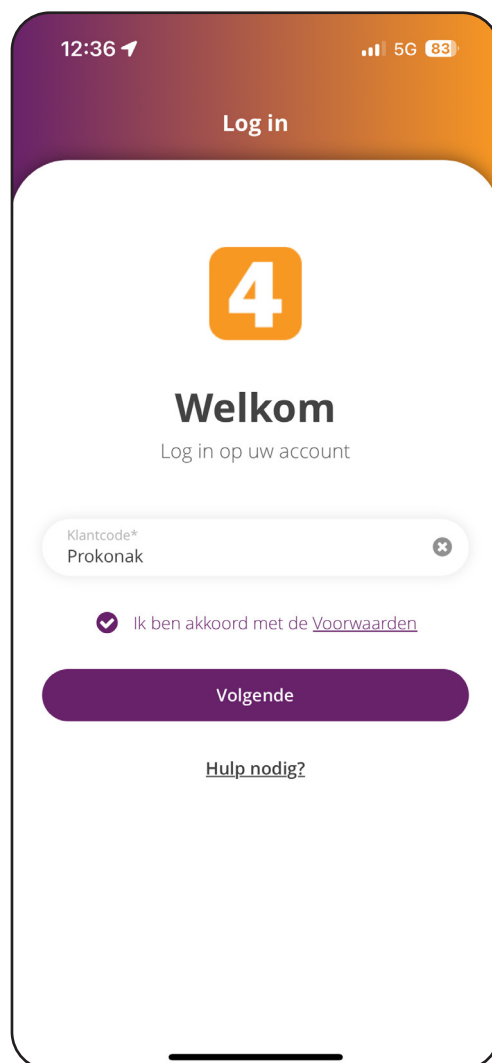 12:36 5G 83
Log in
4
Welkom
Log in op uw account
Klantcode*
Prokonak
Ik ben akkoord met de Voorwaarden
Volgende
Hulp nodig?